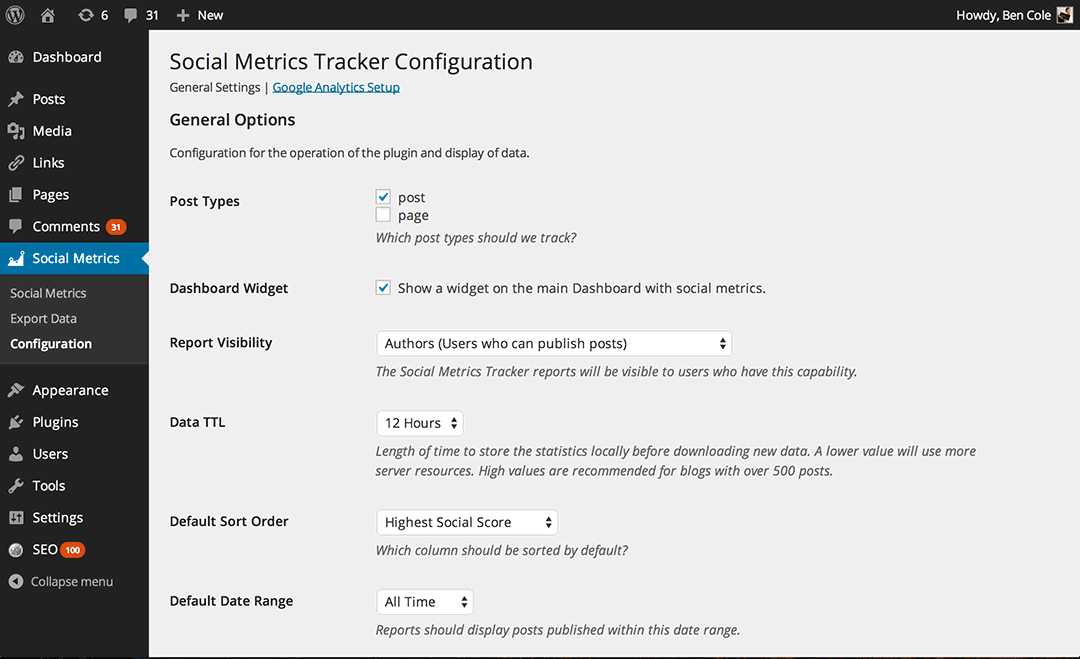 6 31 New Howdy, Ben Cole
Dashboard
Posts
Media
Links
Pages
Comments 31
Social Metrics
Social Metrics
Export Data
Configuration
Appearance
Plugins
Users
Tools
Settings
SEO 100
Collapse menu
Social Metrics Tracker Configuration
General Settings | Google Analytics Setup
General Options
Configuration for the operation of the plugin and display of data.
Post Types
post
page
Which post types should we track?
Dashboard Widget
Show a widget on the main Dashboard with social metrics.
Report Visibility
Authors (Users who can publish posts)
The Social Metrics Tracker reports will be visible to users who have this capability.
Data TTL
12 Hours
Length of time to store the statistics locally before downloading new data. A lower value will use more
server resources. High values are recommended for blogs with over 500 posts.
Default Sort Order
Highest Social Score
Which column should be sorted by default?
Default Date Range
All Time
Reports should display posts published within this date range.